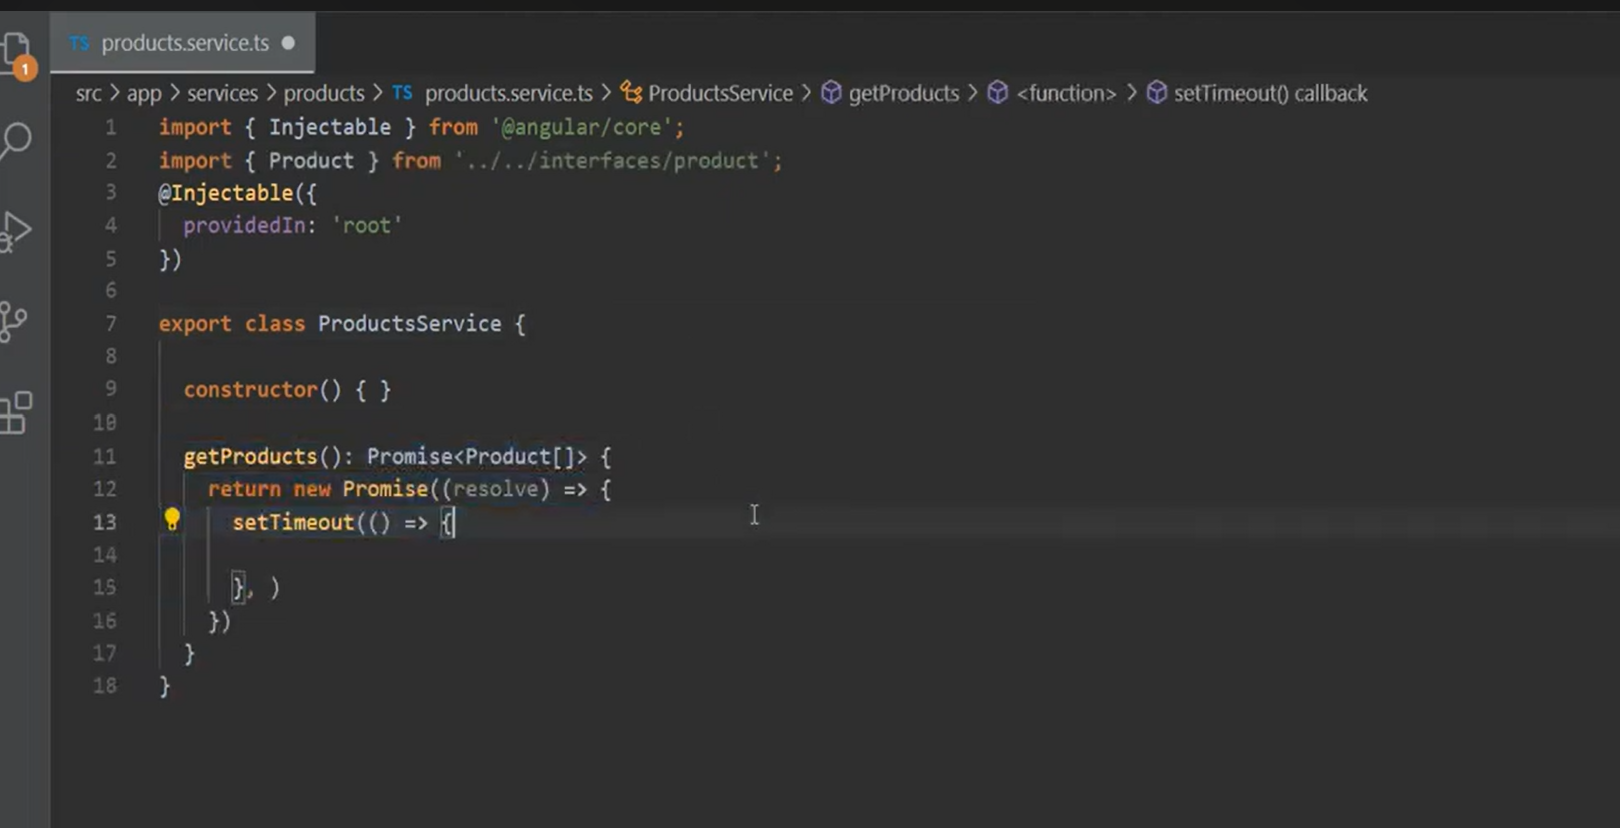 TS products.service.ts
1
src > app > services > products > TS products.service.ts > ProductsService > getProducts > <function> > setTimeout() callback
1 import { Injectable } from '@angular/core';
2 import { Product } from '../../interfaces/product';
3 @Injectable({
4 providedIn: 'root'
5 })
6
7 export class ProductsService {
8
9 constructor() { }
10
11 getProducts(): Promise<Product[]> {
12 return new Promise((resolve) => {
13 setTimeout(() => {
14
15 }, )
16 })
17 }
18 }